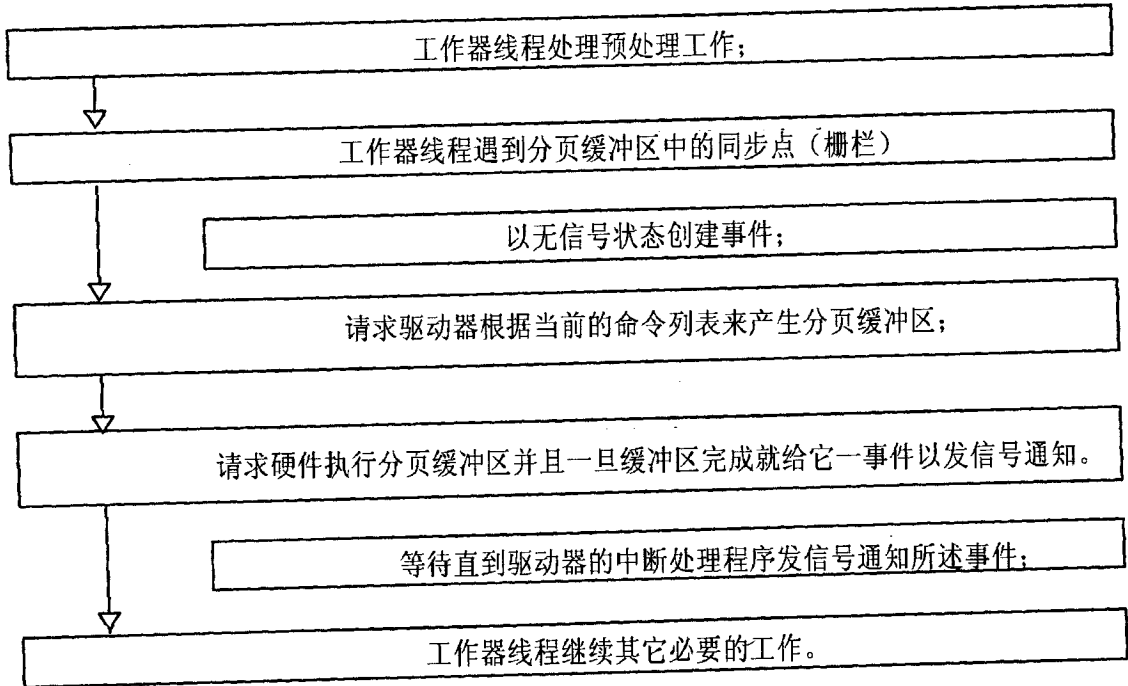 工作器线程处理预处理工作;
工作器线程遇到分页缓冲区中的同步点（栅栏）
以无信号状态创建事件;
请求驱动器根据当前的命令列表来产生分页缓冲区;
请求硬件执行分页缓冲区并且一旦缓冲区完成就给它一事件以发信号通知。
等待直到驱动器的中断处理程序发信号通知所述事件;
工作器线程继续其它必要的工作。